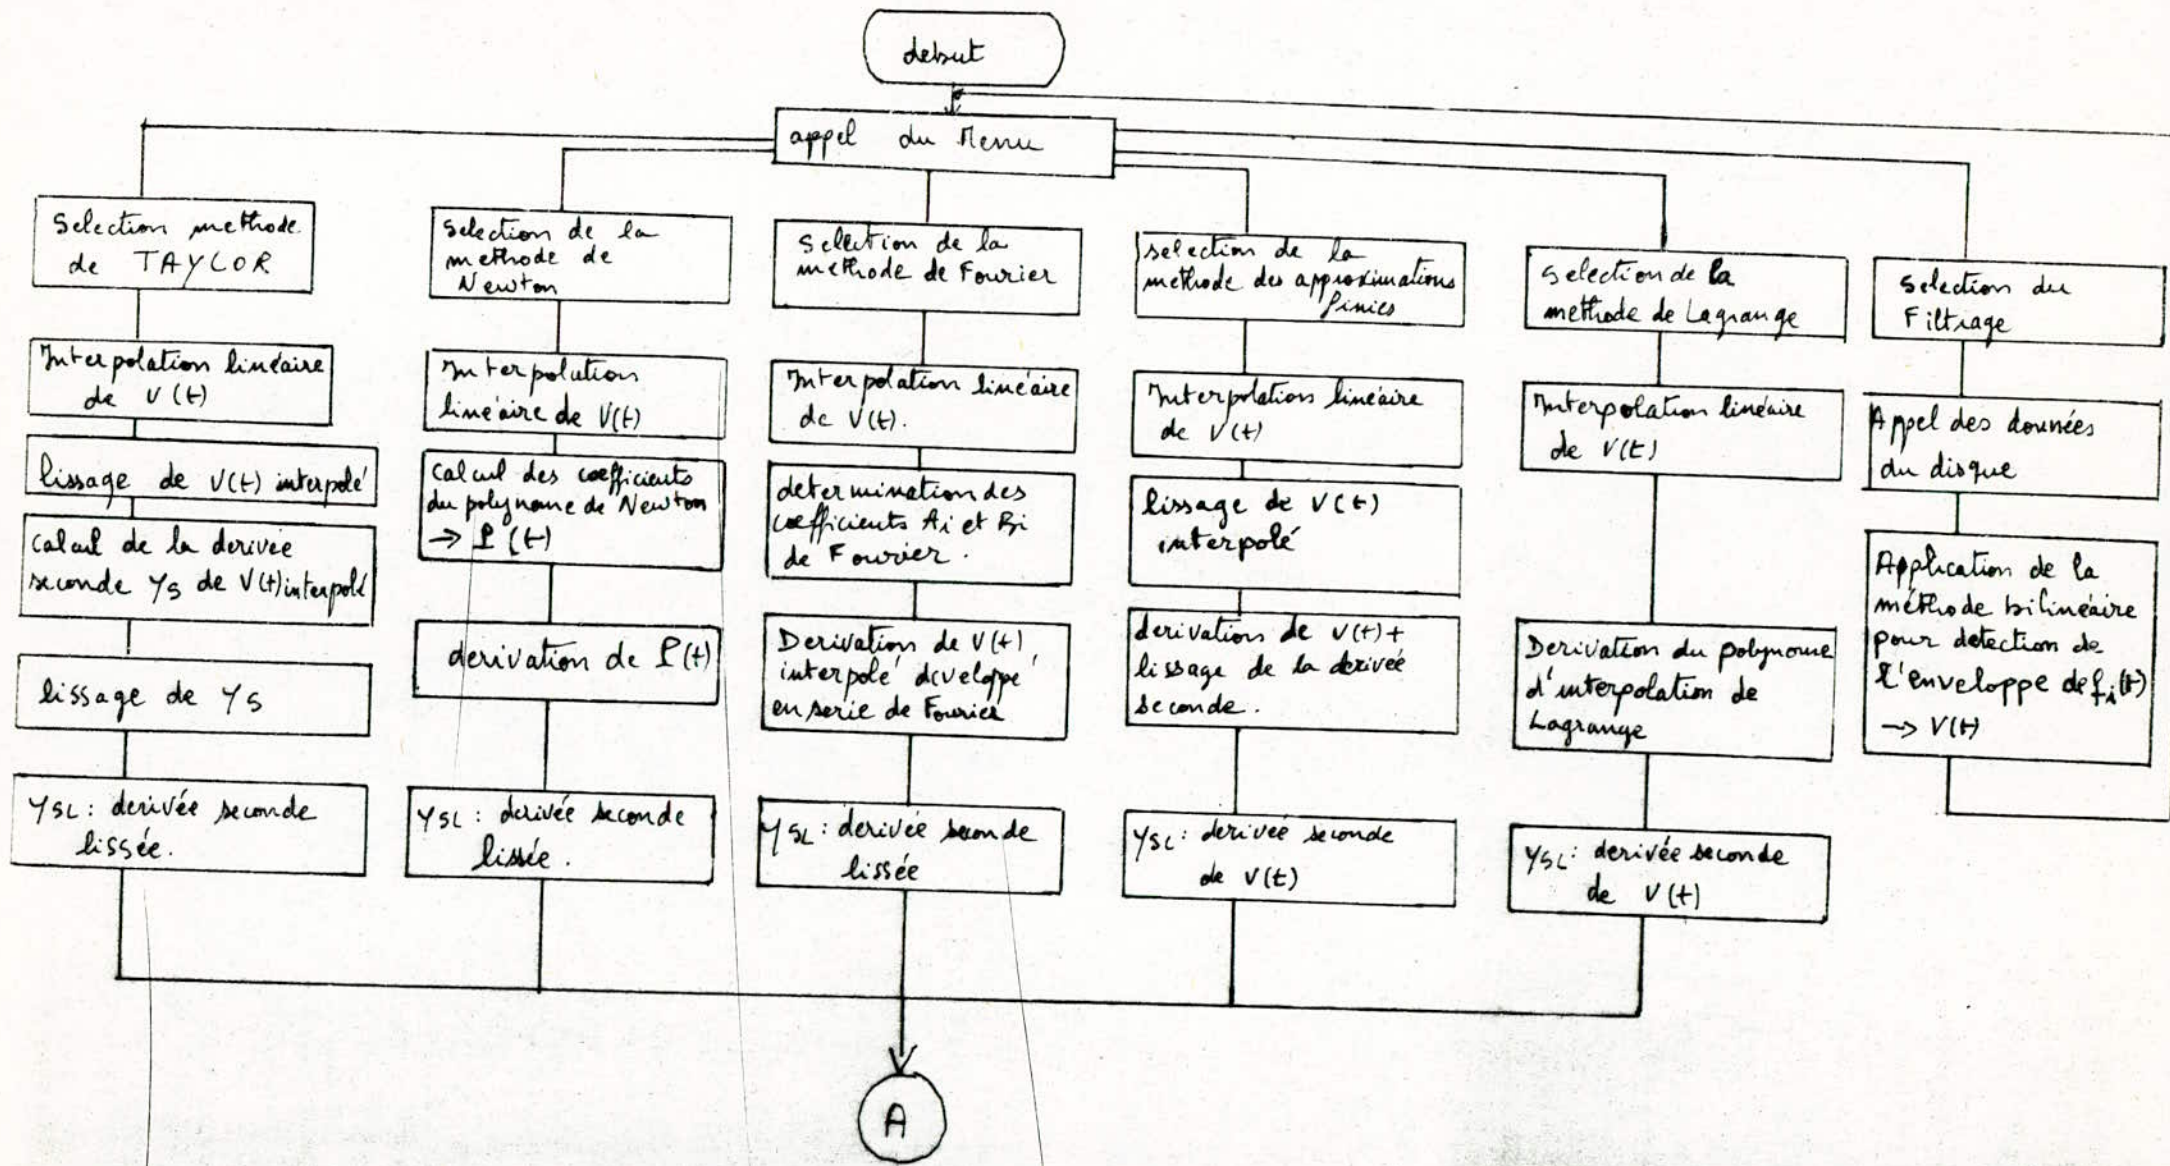 debut
appel du Menu
Selection methode
de TAYLOR
Interpolation linéaire
de V(t)
lissage de V(t) interpolé
calcul de la derivée
seconde YS de V(t) interpolé
lissage de YS
YSL: derivée seconde
lissée.
Selection de la
methode de
Newton
Interpolation
linéaire de V(t)
calcul des coefficients
du polynome de Newton
→ P(t)
derivation de P(t)
YSL: derivée seconde
lissée.
Selection de la
methode de Fourier
Interpolation linéaire
de V(t).
determination des
coefficients Ai et Bi
de Fourier.
Derivation de V(t)
interpolé developpé
en serie de Fourier
YSL: derivée seconde
lissée
selection de la
methode des approximations
finies
Interpolation linéaire
de V(t)
lissage de V(t)
interpolé
derivation de V(t) +
lissage de la derivée
seconde.
YSL: derivée seconde
de V(t)
Selection de la
methode de Lagrange
Interpolation linéaire
de V(t)
Derivation du polynome
d'interpolation de
Lagrange
YSL: derivée seconde
de V(t)
Selection du
Filtrage
Appel des données
du disque
Application de la
méthode bilinéaire
pour detection de
l'enveloppe de fi(t)
→ V(t)
A